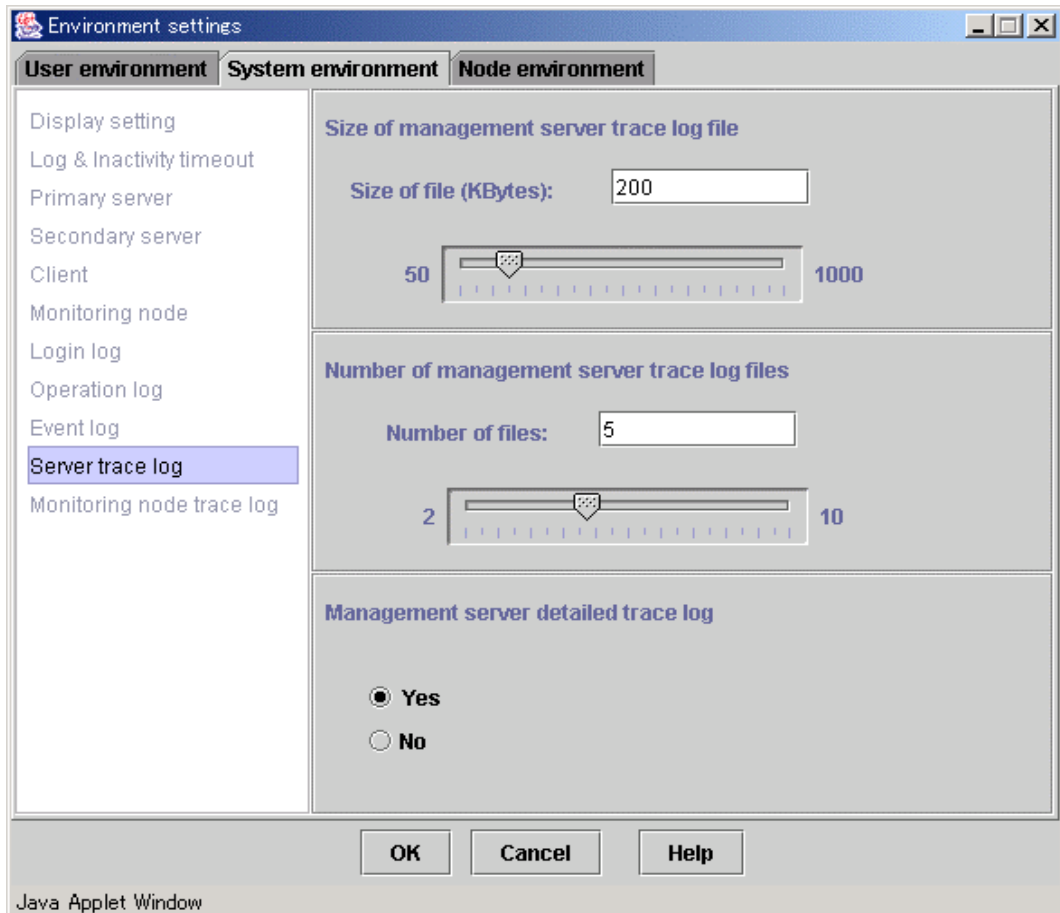 Environment settings
User environment System environment Node environment
Display setting
Log & Inactivity timeout
Primary server
Secondary server
Client
Monitoring node
Login log
Operation log
Event log
Server trace log
Monitoring node trace log
Size of management server trace log file
Size of file (KBytes): 200
50 1000
Number of management server trace log files
Number of files: 5
2 10
Management server detailed trace log
Yes
No
OK Cancel Help
Java Applet Window